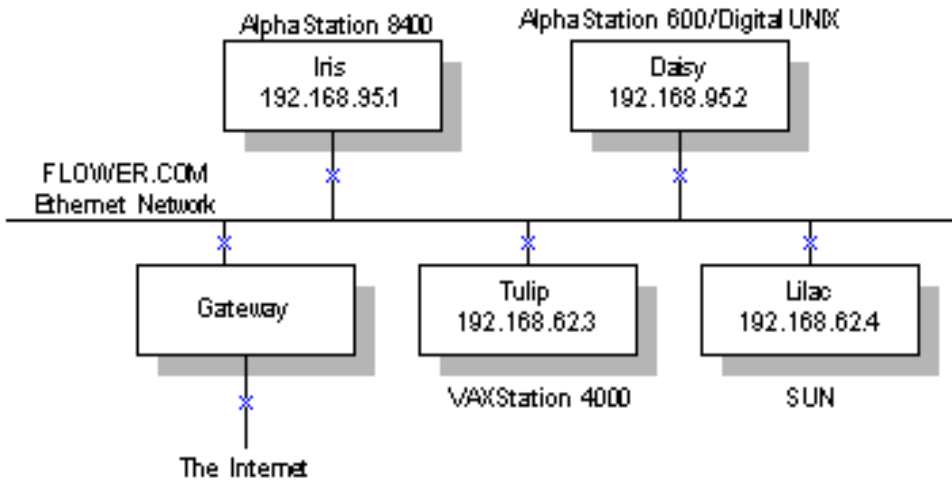 AlphaStation 8400
AlphaStation 600/Digital UNIX
Iris
192.168.95.1
Daisy
192.168.95.2
FLOWER.COM
Ethernet Network
Gateway
Tulip
192.168.62.3
Lilac
192.168.62.4
VAXStation 4000
SUN
The Internet